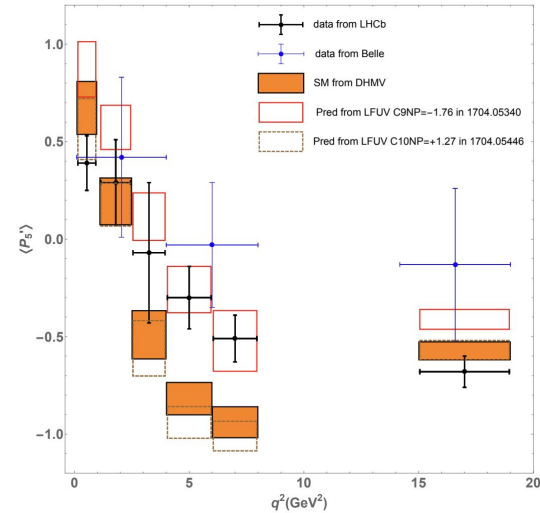 data from LHCb
data from Belle
SM from DHMV
Pred from LFUV C9NP=−1.76 in 1704.05340
Pred from LFUV C10NP=+1.27 in 1704.05446
1.0
0.5
0.0
-0.5
-1.0
⟨P5'⟩
0 5 10 15 20
q²(GeV²)